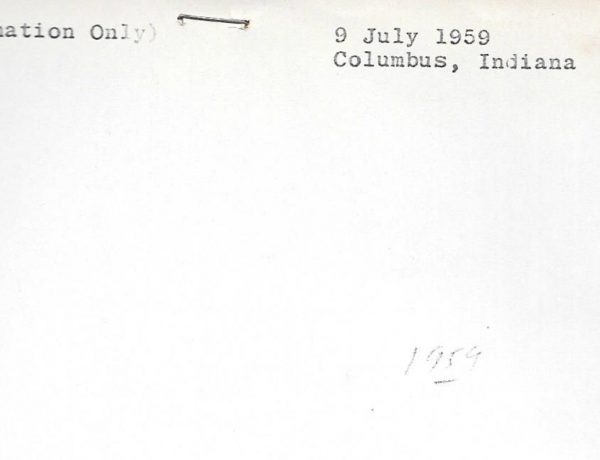 ation Only)
9 July 1959
Columbus, Indiana
1959